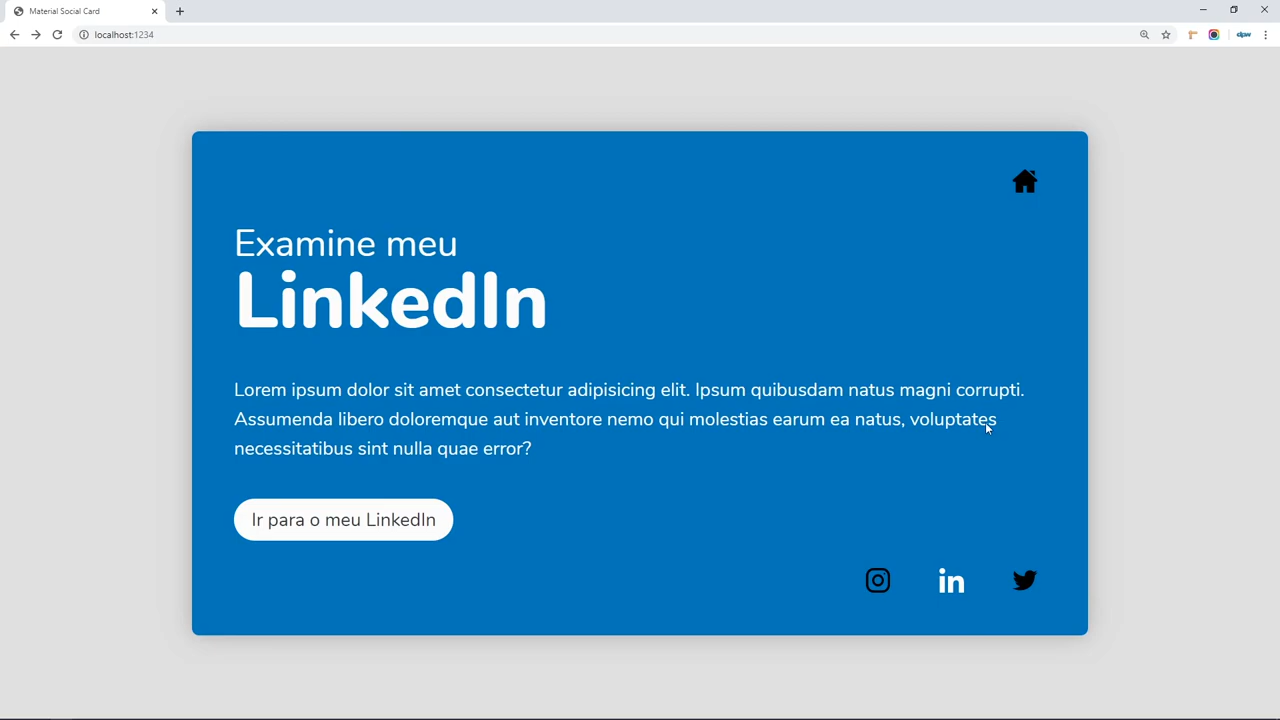 Material Social Card
localhost:1234
dpw
Examine meu
LinkedIn
Lorem ipsum dolor sit amet consectetur adipisicing elit. Ipsum quibusdam natus magni corrupti.
Assumenda libero doloremque aut inventore nemo qui molestias earum ea natus, voluptates
necessitatibus sint nulla quae error?
Ir para o meu LinkedIn
in